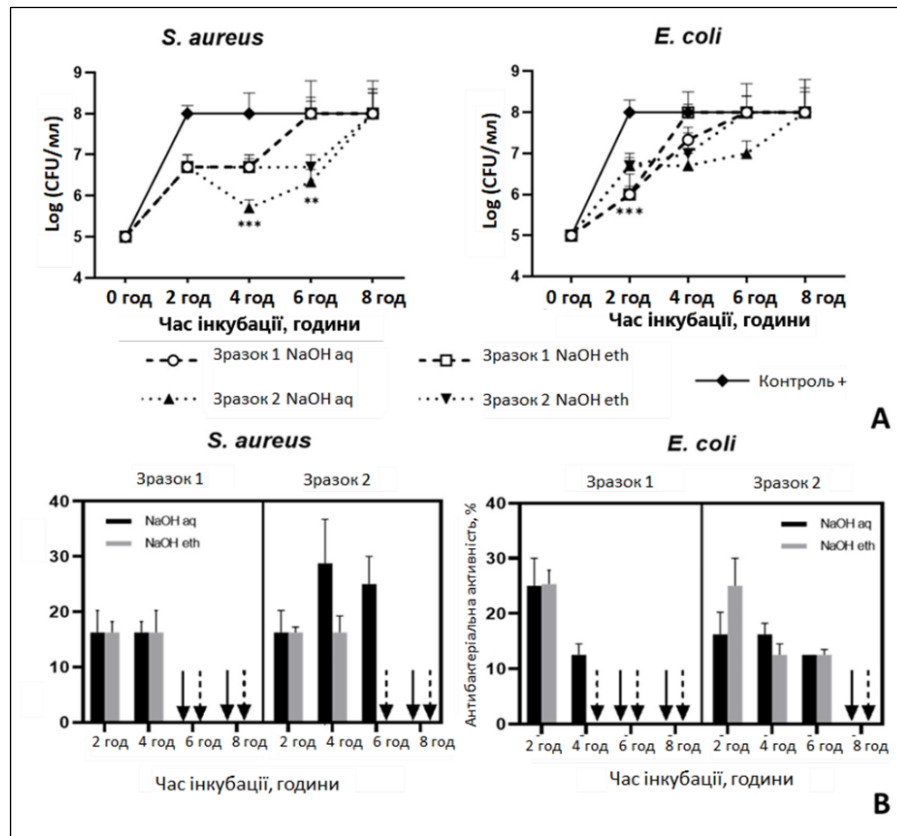 S. aureus
E. coli
Log (CFU/мл)
9
8
7
6
5
4
0 год 2 год 4 год 6 год 8 год
Час інкубації, години
***
**
Log (CFU/мл)
9
8
7
6
5
4
0 год 2 год 4 год 6 год 8 год
Час інкубації, години
***
Зразок 1 NaOH aq
Зразок 1 NaOH eth
Зразок 2 NaOH aq
Зразок 2 NaOH eth
Контроль +
A
S. aureus
E. coli
Зразок 1
Зразок 2
40
30
20
10
0
NaOH aq
NaOH eth
2 год 4 год 6 год 8 год 2 год 4 год 6 год 8 год
Час інкубації, години
Зразок 1
Зразок 2
Антибактеріальна активність, %
40
30
20
10
0
NaOH aq
NaOH eth
2 год 4 год 6 год 8 год 2 год 4 год 6 год 8 год
Час інкубації, години
B